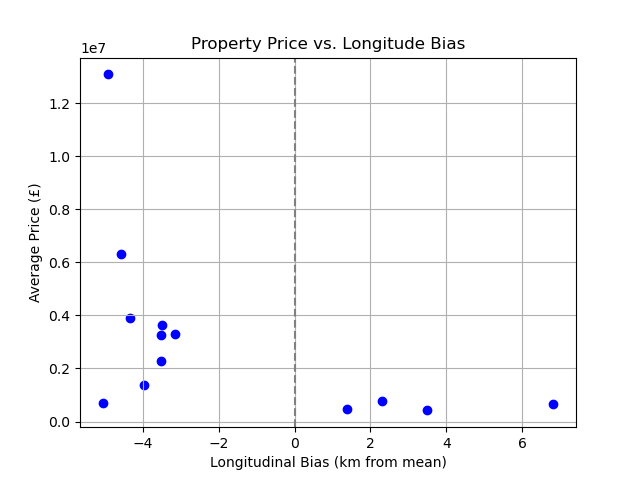 Property Price vs. Longitude Bias
1e7
1.2
1.0
0.8
0.6
0.4
0.2
0.0
Average Price (£)
−4 −2 0 2 4 6
Longitudinal Bias (km from mean)